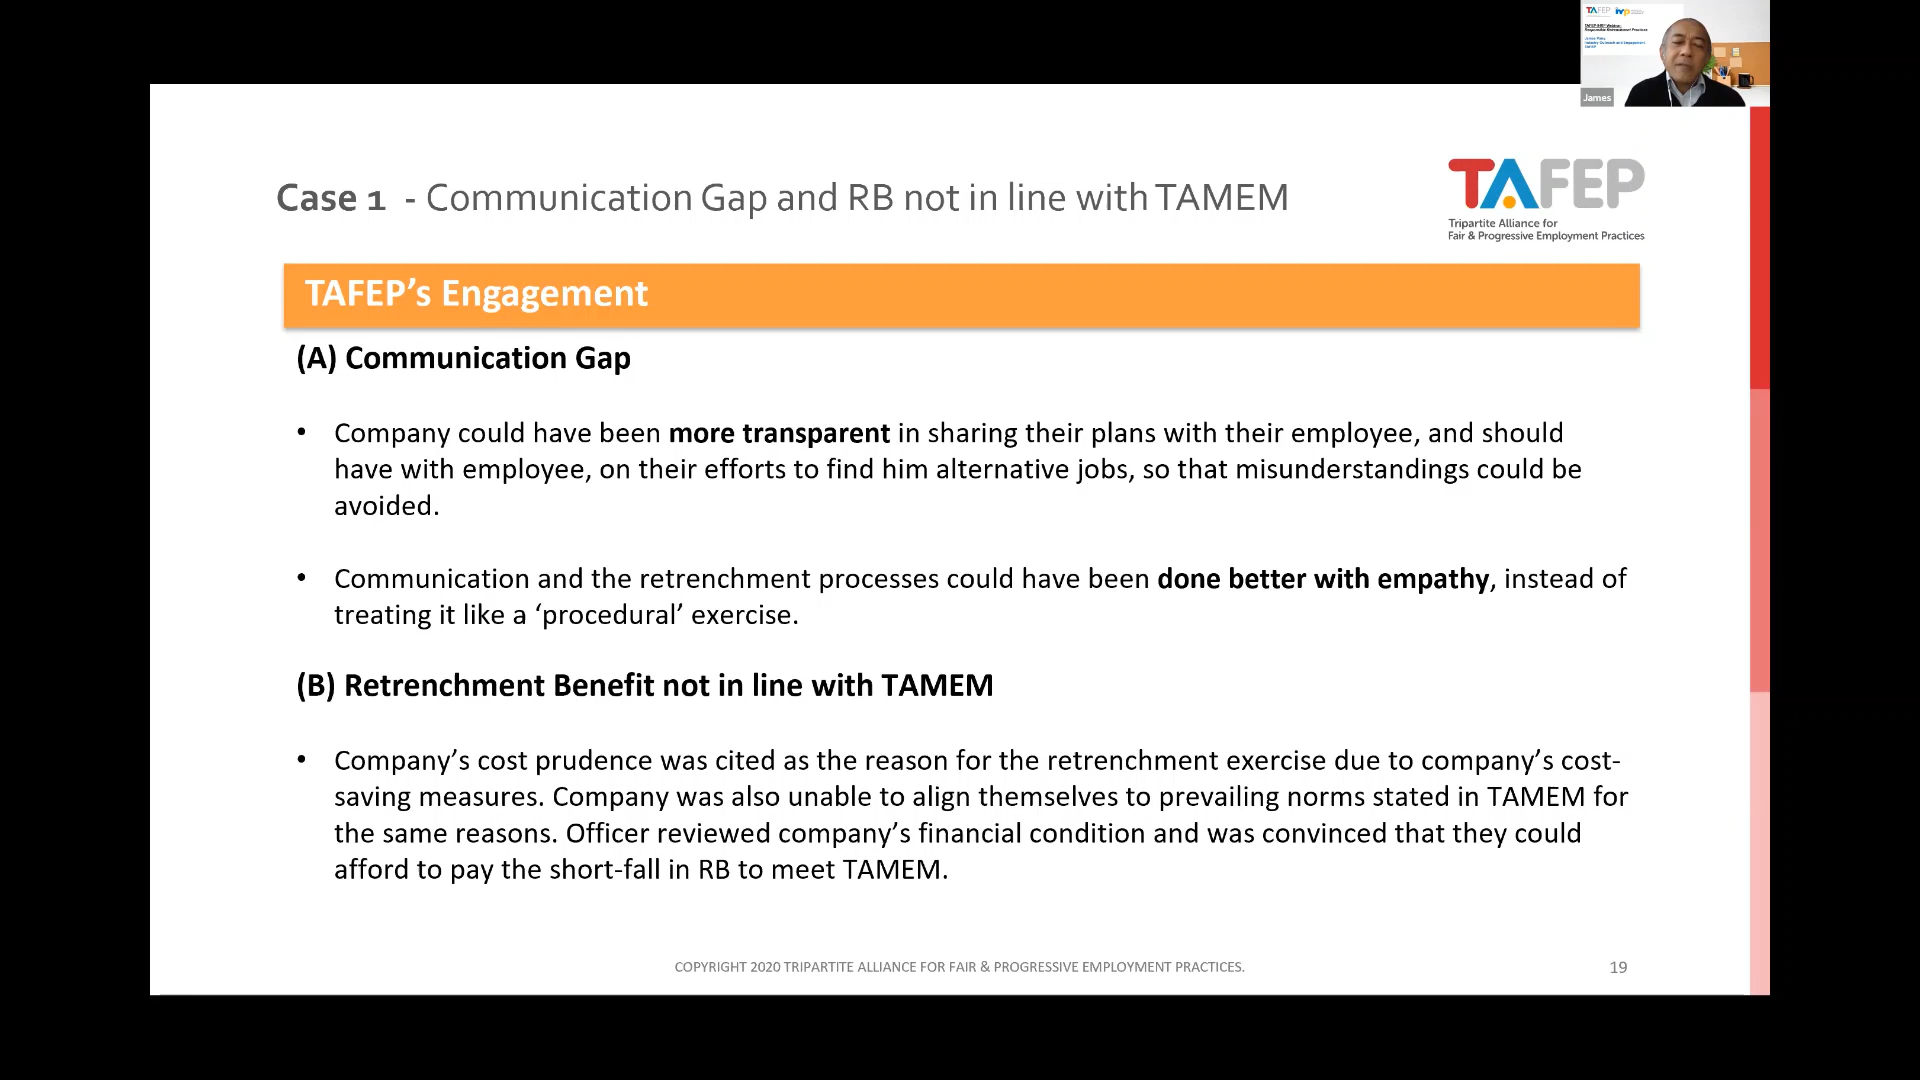 TAFEP
James
Case 1 - Communication Gap and RB not in line with TAMEM
TAFEP
Tripartite Alliance for
Fair & Progressive Employment Practices
TAFEP’s Engagement
(A) Communication Gap
• Company could have been more transparent in sharing their plans with their employee, and should
have with employee, on their efforts to find him alternative jobs, so that misunderstandings could be
avoided.
• Communication and the retrenchment processes could have been done better with empathy, instead of
treating it like a ‘procedural’ exercise.
(B) Retrenchment Benefit not in line with TAMEM
• Company’s cost prudence was cited as the reason for the retrenchment exercise due to company’s cost-
saving measures. Company was also unable to align themselves to prevailing norms stated in TAMEM for
the same reasons. Officer reviewed company’s financial condition and was convinced that they could
afford to pay the short-fall in RB to meet TAMEM.
COPYRIGHT 2020 TRIPARTITE ALLIANCE FOR FAIR & PROGRESSIVE EMPLOYMENT PRACTICES.
19